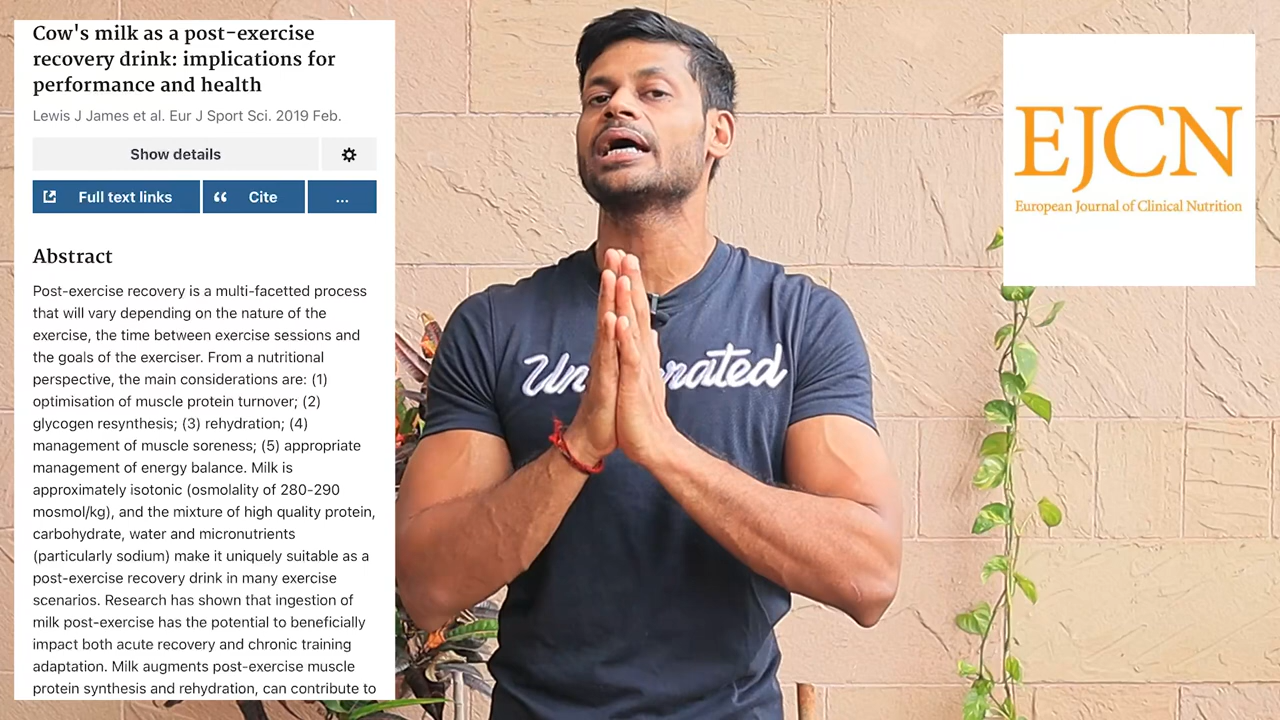 Cow's milk as a post-exercise
recovery drink: implications for
performance and health
Lewis J James et al. Eur J Sport Sci. 2019 Feb.
Show details
Full text links
Cite
...
Abstract
Post-exercise recovery is a multi-facetted process
that will vary depending on the nature of the
exercise, the time between exercise sessions and
the goals of the exerciser. From a nutritional
perspective, the main considerations are: (1)
optimisation of muscle protein turnover; (2)
glycogen resynthesis; (3) rehydration; (4)
management of muscle soreness; (5) appropriate
management of energy balance. Milk is
approximately isotonic (osmolality of 280-290
mosmol/kg), and the mixture of high quality protein,
carbohydrate, water and micronutrients
(particularly sodium) make it uniquely suitable as a
post-exercise recovery drink in many exercise
scenarios. Research has shown that ingestion of
milk post-exercise has the potential to beneficially
impact both acute recovery and chronic training
adaptation. Milk augments post-exercise muscle
protein synthesis and rehydration, can contribute to
EJCN
European Journal of Clinical Nutrition